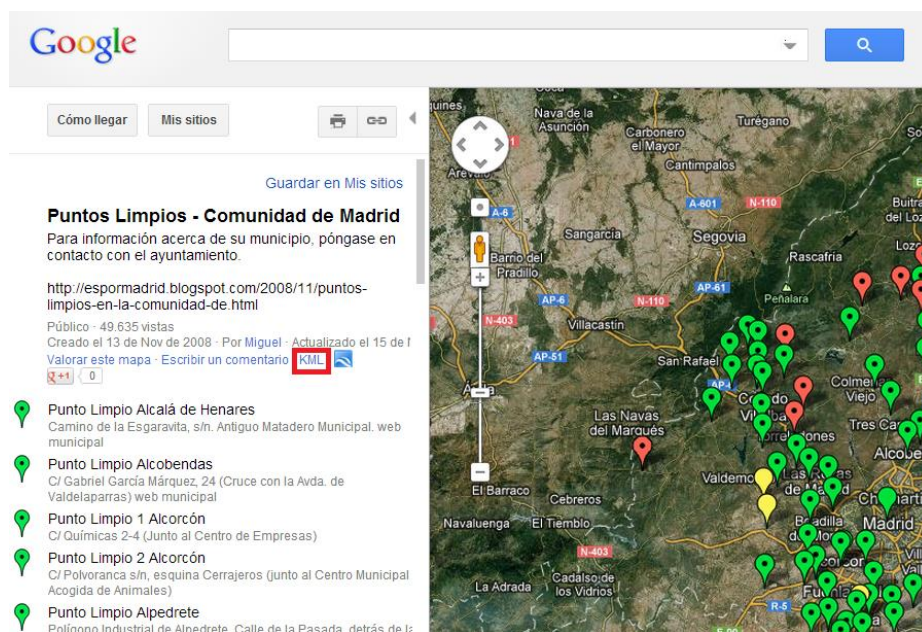 Google
Cómo llegar
Mis sitios
Guardar en Mis sitios
Puntos Limpios - Comunidad de Madrid
Para información acerca de su municipio, póngase en
contacto con el ayuntamiento.
http://espormadrid.blogspot.com/2008/11/puntos-
limpios-en-la-comunidad-de.html
Público · 49.635 vistas
Creado el 13 de Nov de 2008 · Por Miguel · Actualizado el 15 de
Valorar este mapa · Escribir un comentario · KML
+1 0
Punto Limpio Alcalá de Henares
Camino de la Esgaravita, s/n. Antiguo Matadero Municipal. web
municipal
Punto Limpio Alcobendas
C/ Gabriel García Márquez, 24 (Cruce con la Avda. de
Valdelaparras) web municipal
Punto Limpio 1 Alcorcón
C/ Químicas 2-4 (Junto al Centro de Empresas)
Punto Limpio 2 Alcorcón
C/ Polvoranca s/n, esquina Cerrajeros (junto al Centro Municipal
Acogida de Animales)
Punto Limpio Alpedrete
Polígono Industrial de Alpedrete. Calle de la Pasada, detrás de
Nava de la
Asunción
Carbonero
el Mayor
Turégano
Cantimpalos
A-601
N-110
A-6
Sangarcía
Segovia
Rascafría
Barrio del
Pradillo
AP-61
Peñalara
AP-6
N-110
N-403
Villacastín
AP-51
San Rafael
Las Navas
del Marqués
Viejo
El Barraco
Cebreros
Navaluenga
El Tiemblo
Madrid
N-403
La Adrada
Cadalso de
los Vidrios
R-5